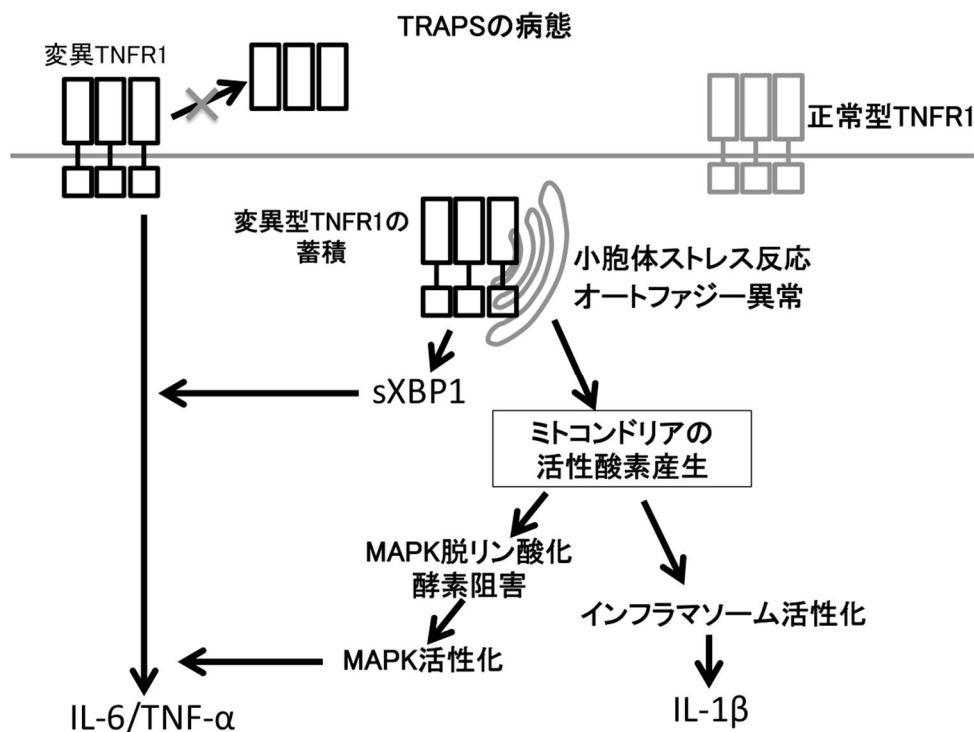 TRAPSの病態
変異TNFR1
正常型TNFR1
変異型TNFR1の
蓄積
小胞体ストレス反応
オートファジー異常
sXBP1
ミトコンドリアの
活性酸素産生
MAPK脱リン酸化
酵素阻害
インフラマソーム活性化
MAPK活性化
IL-6/TNF-α
IL-1β